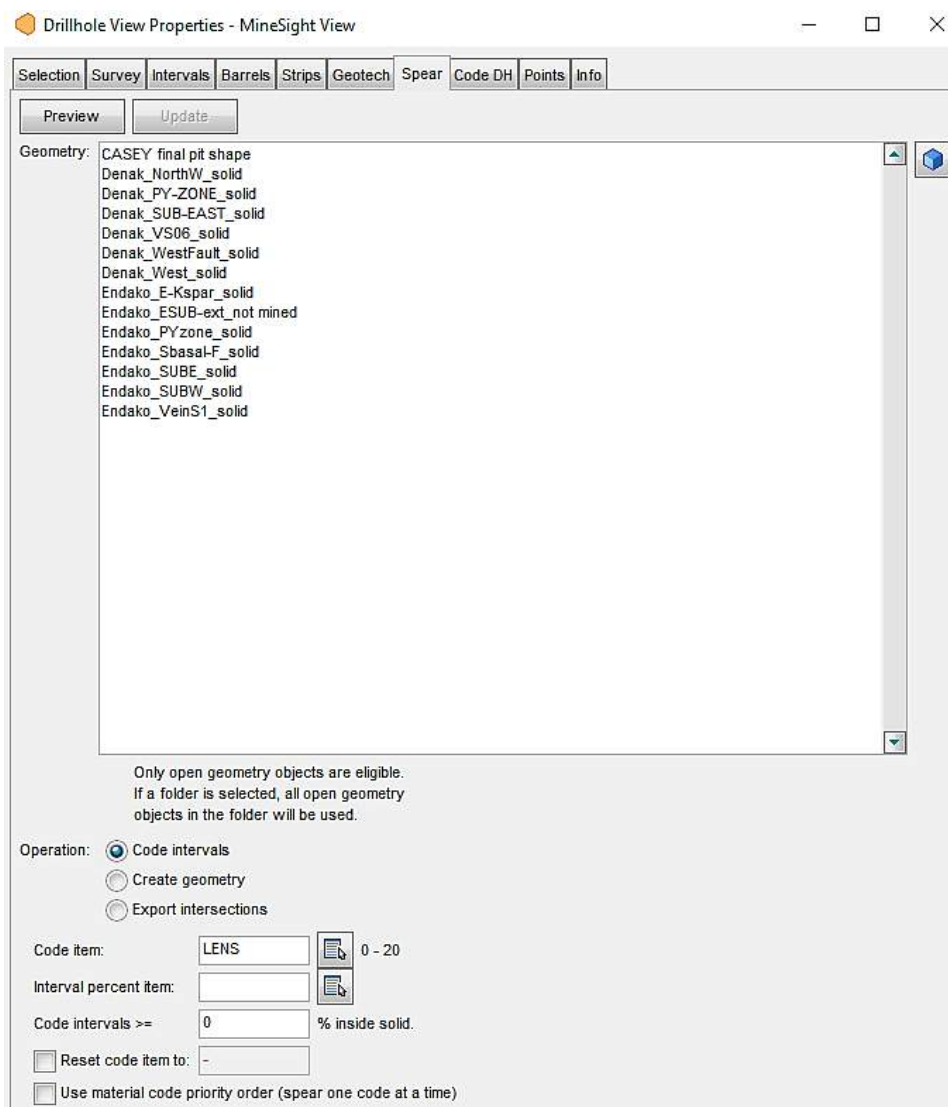 Drillhole View Properties - MineSight View
Selection Survey Intervals Barrels Strips Geotech Spear Code DH Points Info
Preview Update
Geometry: CASEY final pit shape
Denak_NorthW_solid
Denak_PY-ZONE_solid
Denak_SUB-EAST_solid
Denak_VS06_solid
Denak_WestFault_solid
Denak_West_solid
Endako_E-Kspar_solid
Endako_ESUB-ext_not mined
Endako_PYzone_solid
Endako_Sbasal-F_solid
Endako_SUBE_solid
Endako_SUBW_solid
Endako_VeinS1_solid
Only open geometry objects are eligible.
If a folder is selected, all open geometry
objects in the folder will be used.
Operation: Code intervals
Create geometry
Export intersections
Code item: LENS 0 - 20
Interval percent item:
Code intervals >= 0 % inside solid.
Reset code item to: -
Use material code priority order (spear one code at a time)